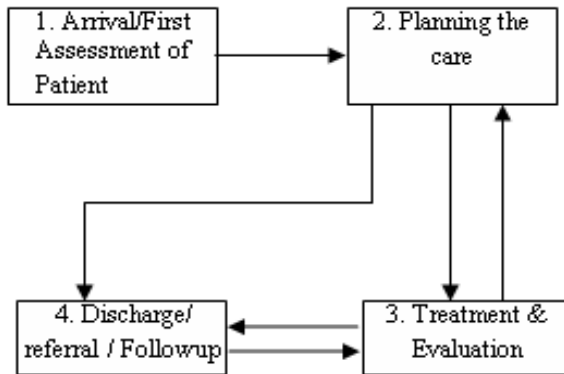 1. Arrival/First
Assessment of
Patient
2. Planning the
care
4. Discharge/
referral / Followup
3. Treatment &
Evaluation